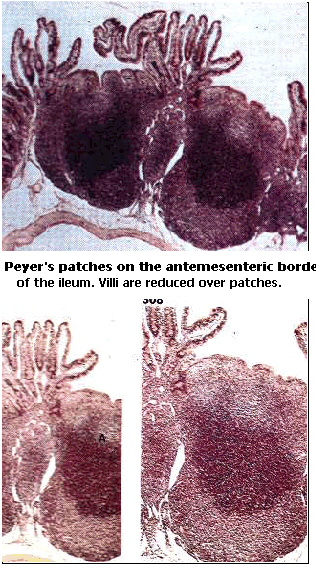 Peyer's patches on the antemesenteric borde
of the ileum. Villi are reduced over patches.
308
A